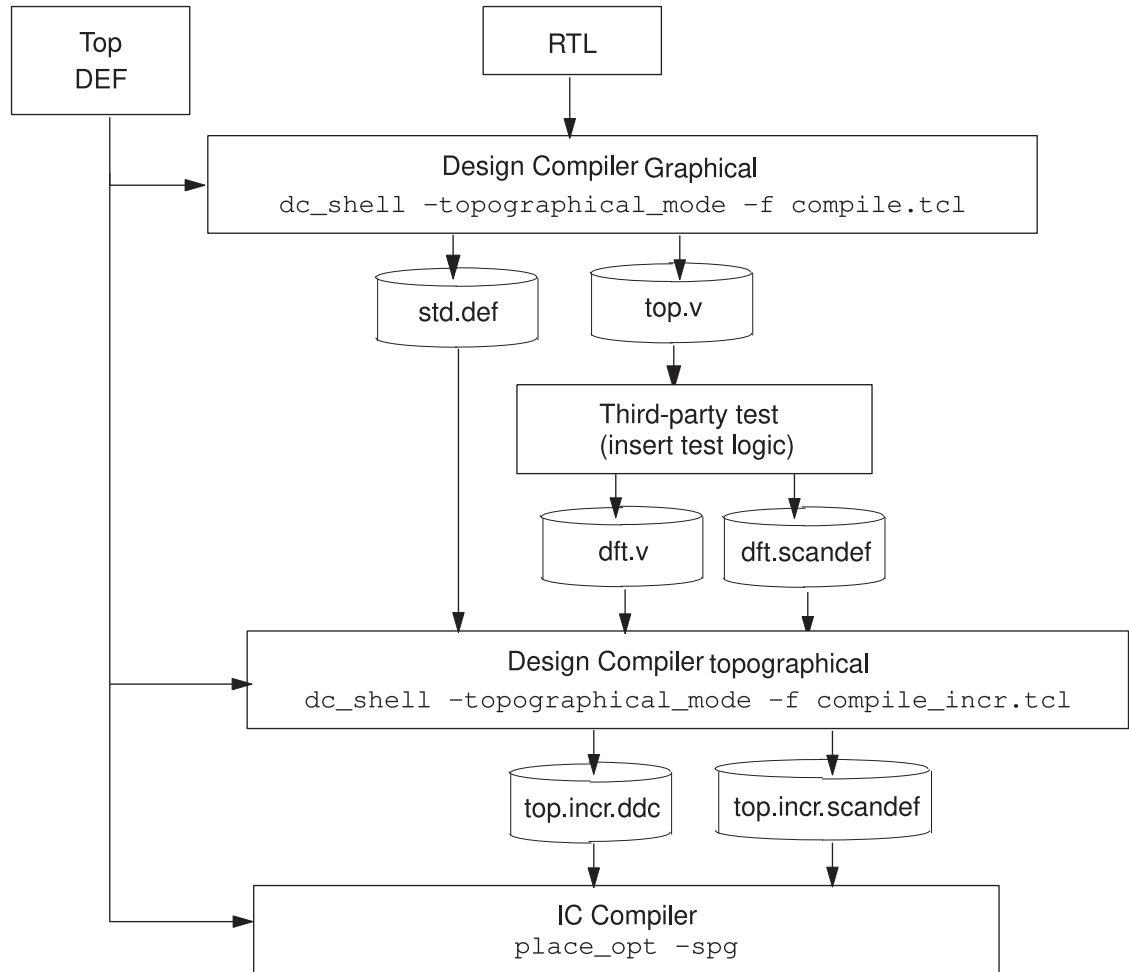 Top
DEF
RTL
Design Compiler Graphical
dc_shell -topographical_mode -f compile.tcl
std.def
top.v
Third-party test
(insert test logic)
dft.v
dft.scandef
Design Compiler topographical
dc_shell -topographical_mode -f compile_incr.tcl
top.incr.ddc
top.incr.scandef
IC Compiler
place_opt -spg